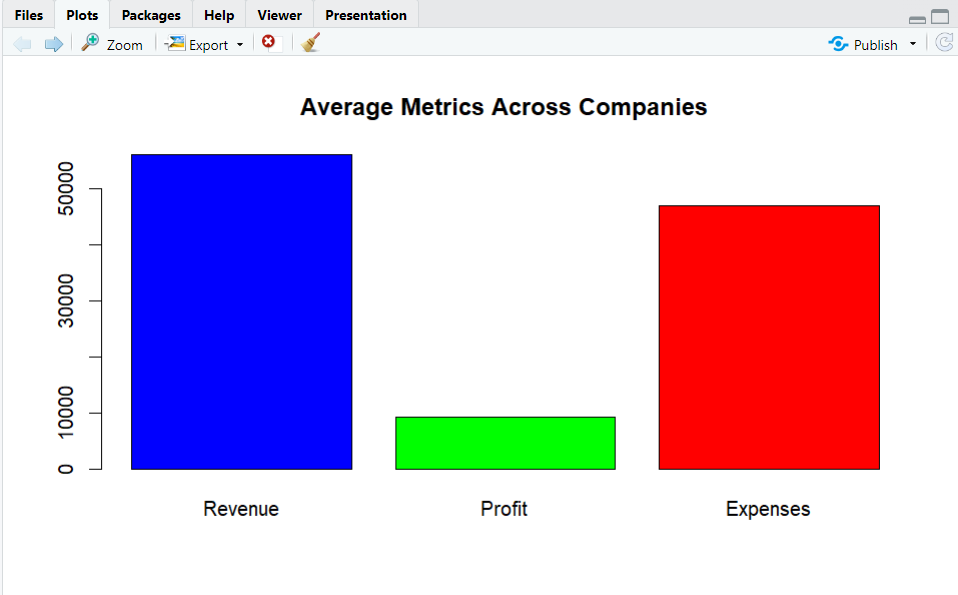 Files Plots Packages Help Viewer Presentation
Zoom Export Publish
Average Metrics Across Companies
50000
30000
10000
0
Revenue Profit Expenses